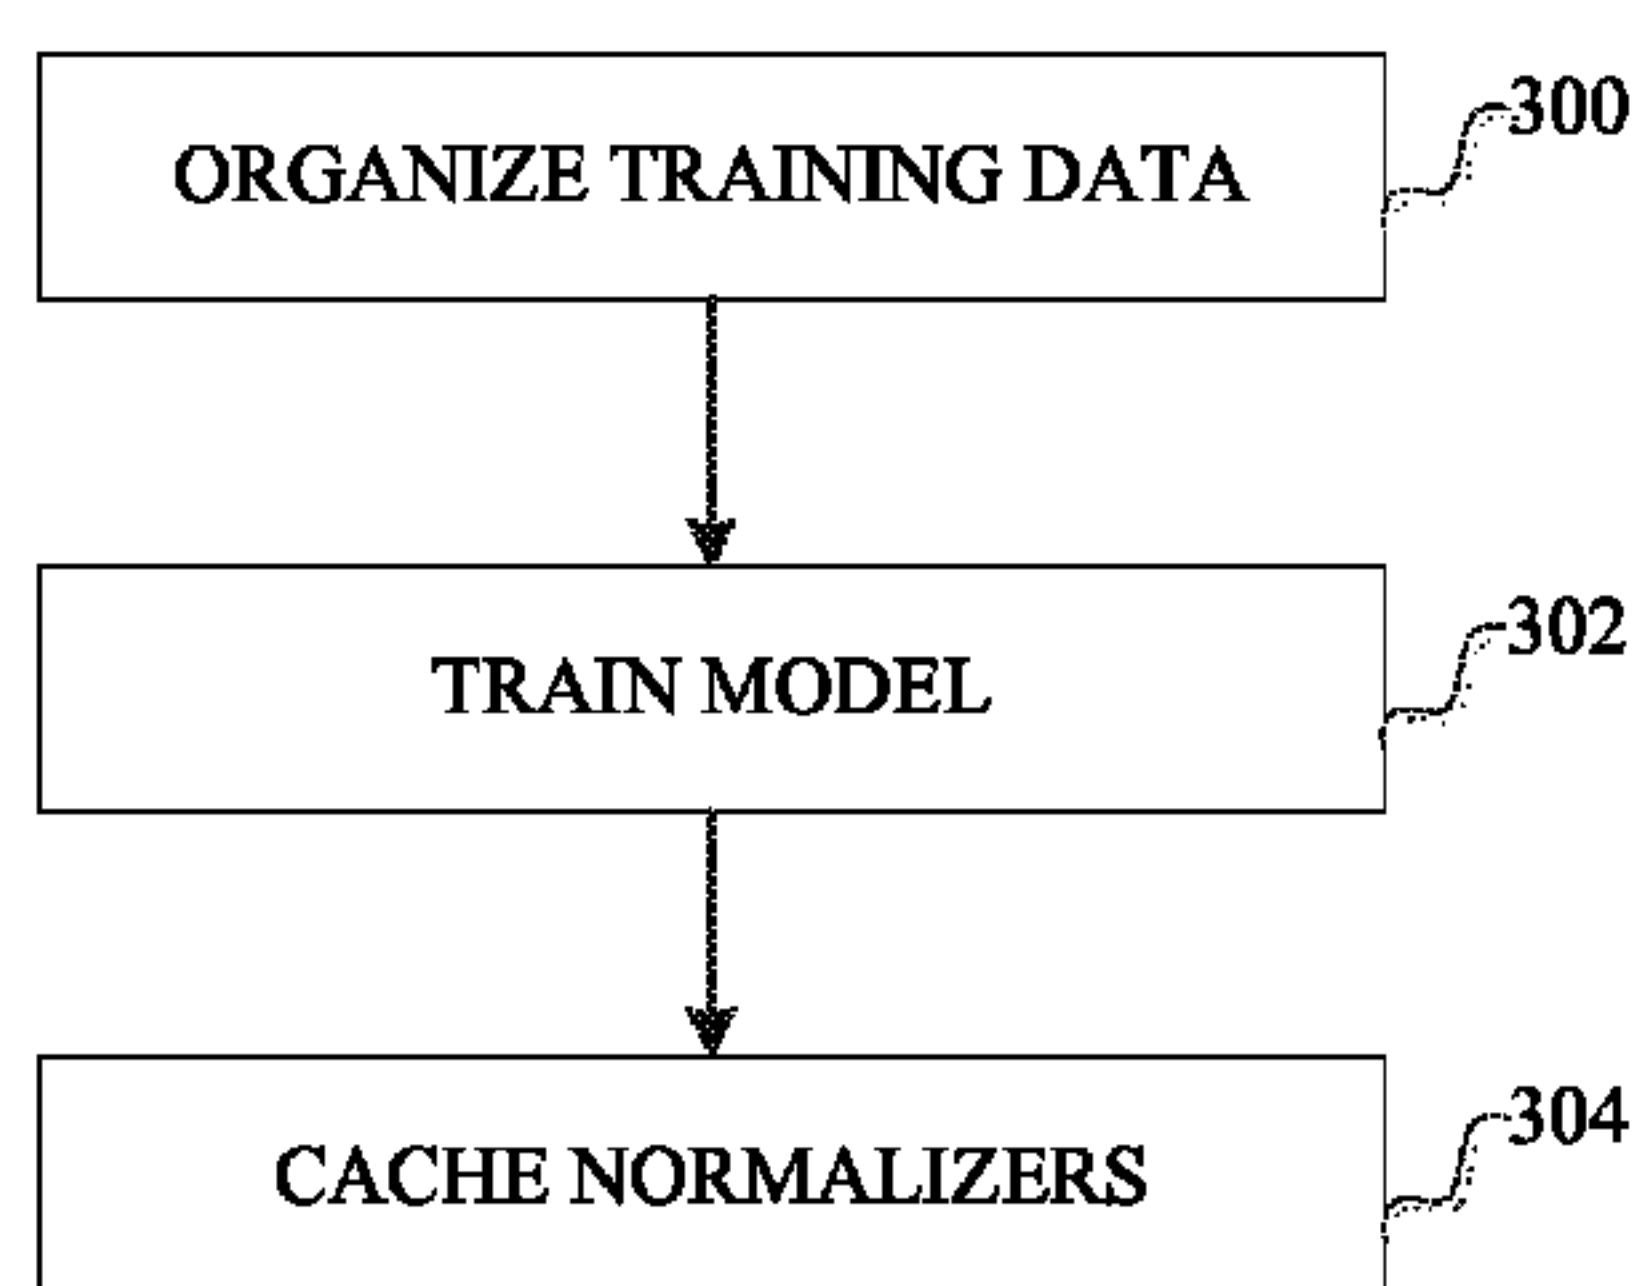 ORGANIZE TRAINING DATA
300
TRAIN MODEL
302
CACHE NORMALIZERS
304